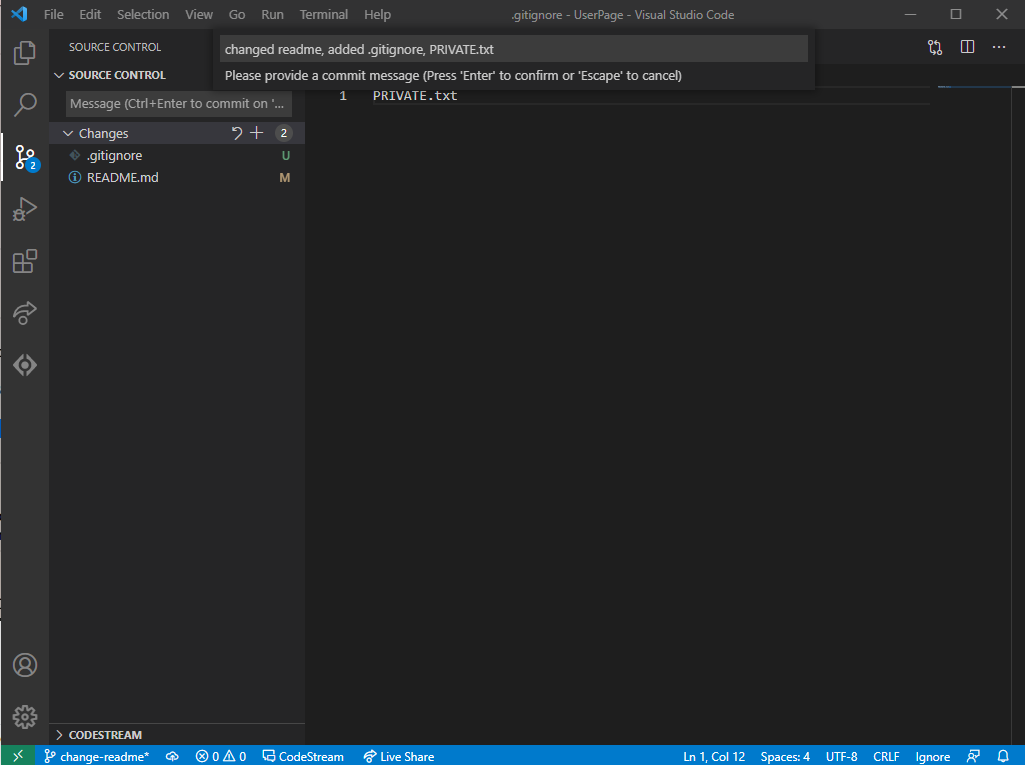 File Edit Selection View Go Run Terminal Help .gitignore - UserPage - Visual Studio Code
SOURCE CONTROL
changed readme, added .gitignore, PRIVATE.txt
Please provide a commit message (Press 'Enter' to confirm or 'Escape' to cancel)
SOURCE CONTROL
Message (Ctrl+Enter to commit on '...
1 PRIVATE.txt
Changes 2
.gitignore U
2
README.md M
CODESTREAM
change-readme* 0 0 CodeStream Live Share Ln 1, Col 12 Spaces: 4 UTF-8 CRLF Ignore